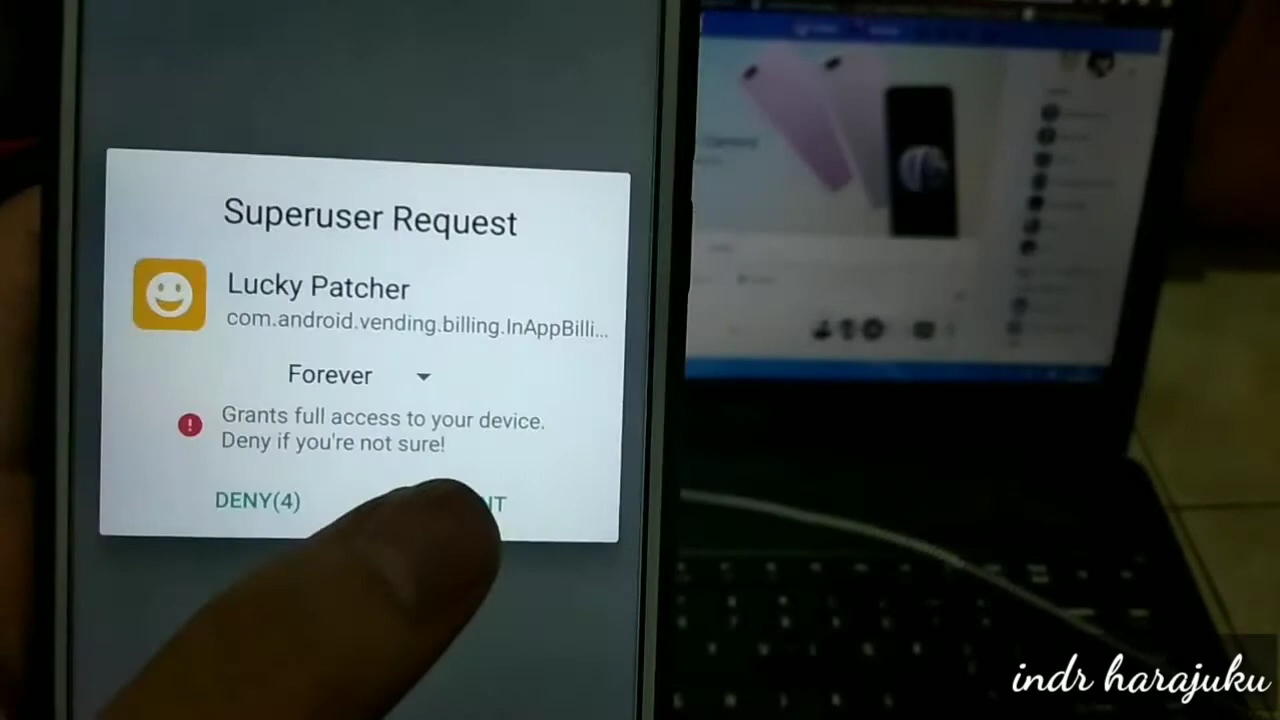 Superuser Request
Lucky Patcher
com.android.vending.billing.InAppBilli...
Forever
Grants full access to your device.
Deny if you're not sure!
DENY(4)
NT
indr harajuku